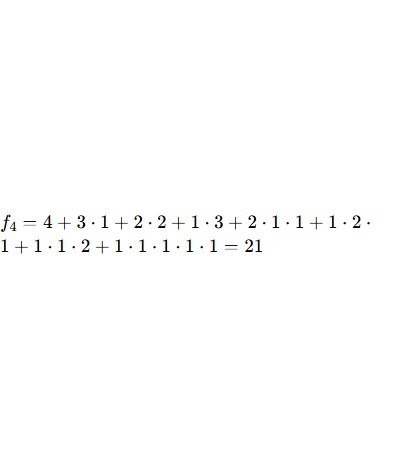 f₄ = 4 + 3 · 1 + 2 · 2 + 1 · 3 + 2 · 1 · 1 + 1 · 2 ·
1 + 1 · 1 · 2 + 1 · 1 · 1 · 1 · 1 = 21